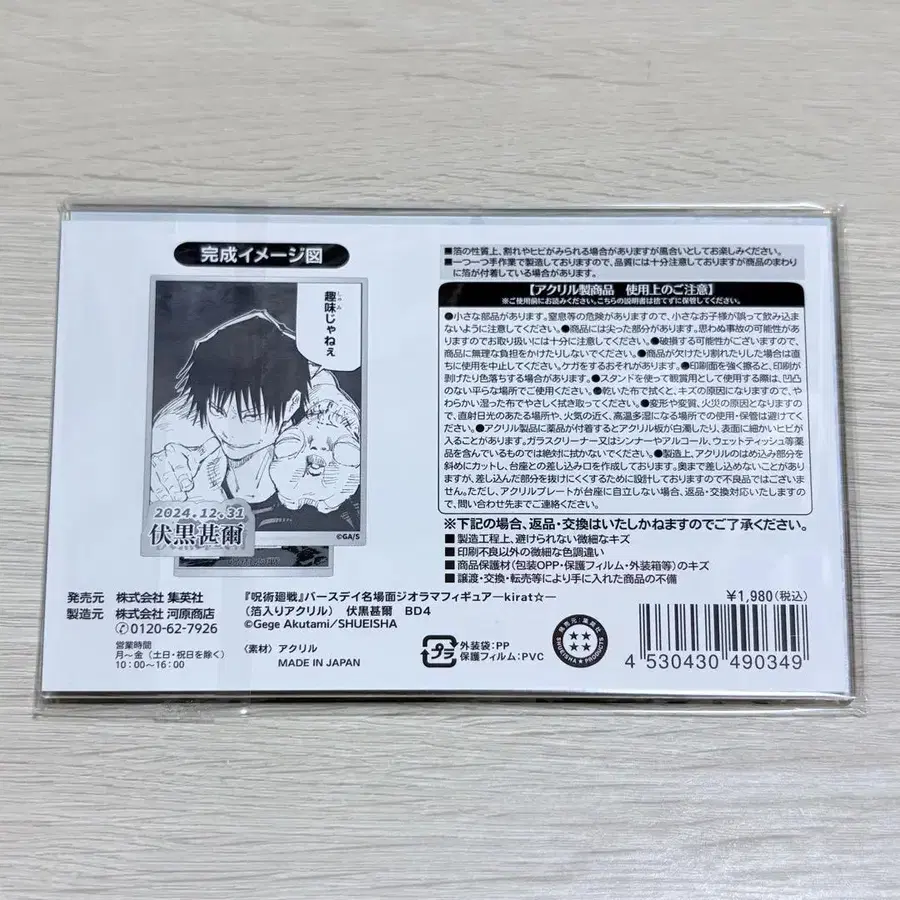 完成イメージ図
趣味じゃねぇ
しゅみ
2024.12.31
伏黒甚爾
©GA/S
■箔の性質上、割れやヒビがみられる場合がありますが風合いとしてお楽しみください。
■一つ一つ手作業で製造しておりますので、品質には十分注意しておりますが商品のまわり
に箔が付着している場合があります。
【アクリル製商品　使用上のご注意】
※ご使用前にお読みください。こちらの説明書は捨てずに保管してください。
●小さな部品があります。窒息等の危険がありますので、小さなお子様が誤って飲み込ま
ないように注意してください。●商品には尖った部分があります。思わぬ事故の可能性があ
りますのでお取り扱いには十分に注意してください。●破損する可能性がございますので、
商品に無理な負担をかけたりしないでください。●商品が欠けたり割れたりした場合は直
ちに使用を中止してください。ケガをするおそれがあります。●印刷面を強く擦ると、印刷が
剥げたり色落ちする場合があります。●スタンドを使って観賞用として使用する際は、凹凸
のない平らな場所でご使用ください。●乾いた布で拭くと、キズの原因になりますので、や
わらかい湿った布でやさしく拭き取ってください。●変形や変質、火災の原因となりますの
で、直射日光のあたる場所や、火気の近く、高温多湿になる場所での使用・保管は避けてく
ださい。●アクリル製品に薬品が付着するとアクリル板が白濁したり、表面に細かいヒビが
入ることがあります。ガラスクリーナー又はシンナーやアルコール、ウェットティッシュ等薬
品を含んでいるものでは絶対に拭かないでください。●製造上、アクリルのはめ込み部分を
斜めにカットし、台座との差し込み口を作成しております。奥まで差し込めないことがあり
ますが、差し込んだ部分を抜けにくくするために設計しておりますので不良品ではござい
ません。ただし、アクリルプレートが台座に自立しない場合、返品・交換対応いたしますの
で、問い合わせ先までご連絡ください。
※下記の場合、返品・交換はいたしかねますのでご了承ください。
■製造工程上、避けられない微細なキズ
■印刷不良以外の微細な色調違い
■商品保護材(包装OPP・保護フィルム・外装箱等)のキズ
■譲渡・交換・転売等により手に入れた商品の不備
発売元　株式会社 集英社
製造元　株式会社 河原商店
✆0120-62-7926
営業時間
月〜金（土日・祝日を除く）
10：00〜16：00
『呪術廻戦』バースデイ名場面ジオラマフィギュア—kirat☆—
（箔入りアクリル）　伏黒甚爾　BD4
©Gege Akutami/SHUEISHA
〈素材〉アクリル
MADE IN JAPAN
プラ
外装袋：PP
保護フィルム：PVC
発売元：集英社
SHUEISHA PRODUCTS
¥1,980(税込)
4 530430 490349